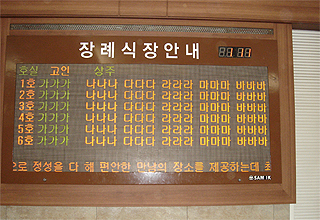 장례식장안내 11:11
호실 고인 상주
1호 가가가 나나나 다다다 라라라 마마마 바바바
2호 가가가 나나나 다다다 라라라 마마마 바바바
3호 가가가 나나나 다다다 라라라 마마마 바바바
4호 가가가 나나나 다다다 라라라 마마마 바바바
5호 가가가 나나나 다다다 라라라 마마마 바바바
6호 가가가 나나나 다다다 라라라 마마마 바바바
으로 정성을 다 해 편안한 만남의 장소를 제공하는데 최
SAM IK